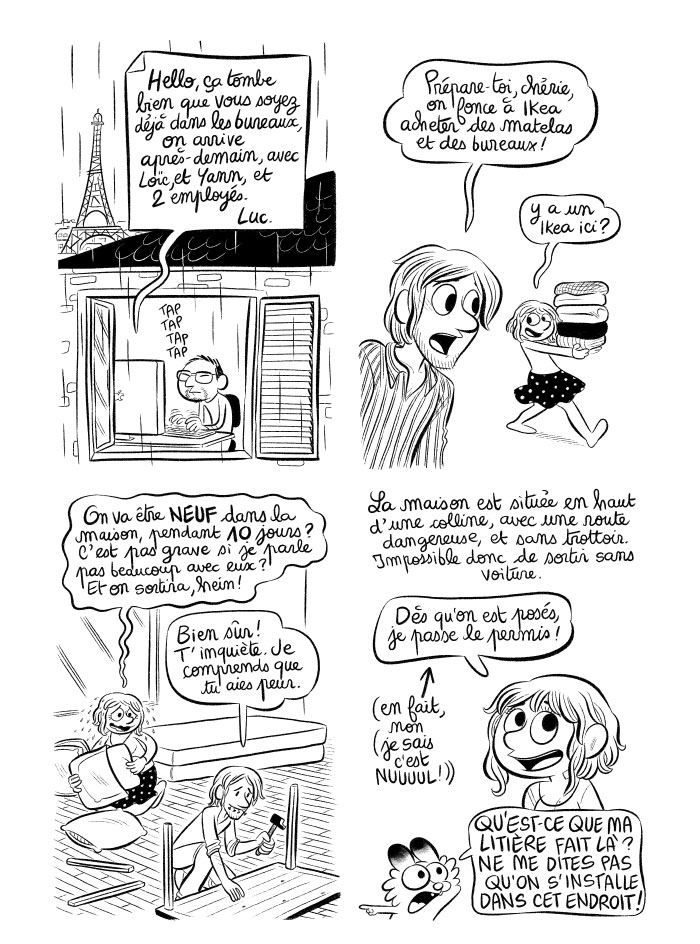 Hello, ça tombe
bien que vous soyez
déjà dans les bureaux,
on arrive
après-demain, avec
Loïc, et Yann, et
2 employés.
Luc.
TAP
TAP
TAP
TAP
Prépare-toi, chérie,
on fonce à Ikea
acheter des matelas
et des bureaux !
Y a un
Ikea ici ?
On va être NEUF dans la
maison, pendant 10 jours ?
C'est pas grave si je parle
pas beaucoup avec eux ?
Et on sortira, hein !
Bien sûr !
T'inquiète. Je
comprends que
tu aies peur.
La maison est située en haut
d'une colline, avec une route
dangereuse, et sans trottoir.
Impossible donc de sortir sans
voiture.
Dès qu'on est posés,
je passe le permis !
(en fait,
non
(je sais
c'est
NUUUUL !))
QU'EST-CE QUE MA
LITIÈRE FAIT LÀ ?
NE ME DITES PAS
QU'ON S'INSTALLE
DANS CET ENDROIT !